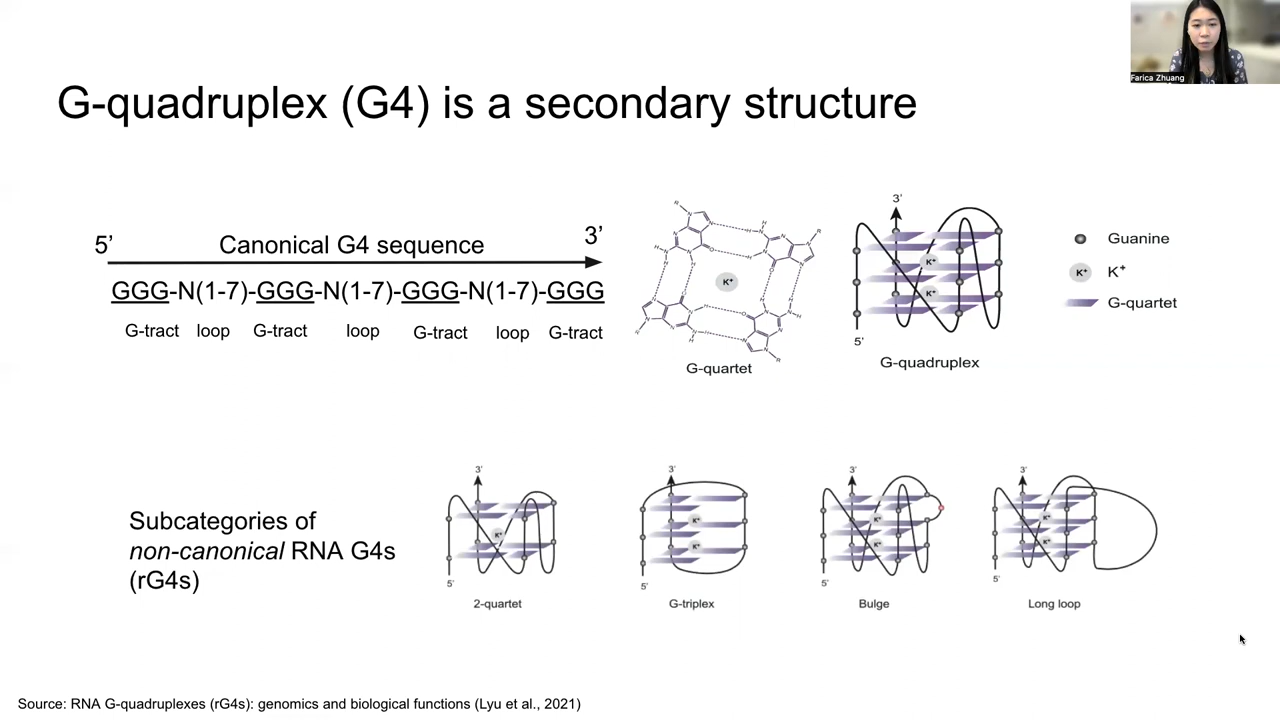 Farica Zhuang
G-quadruplex (G4) is a secondary structure
5’
Canonical G4 sequence
3’
GGG-N(1-7)-GGG-N(1-7)-GGG-N(1-7)-GGG
G-tract loop G-tract loop G-tract loop G-tract
K⁺
G-quartet
3’
K⁺
K⁺
5’
G-quadruplex
Guanine
K⁺ K⁺
G-quartet
Subcategories of
non-canonical RNA G4s
(rG4s)
3’
K⁺
5’
2-quartet
3’
K⁺
K⁺
5’
G-triplex
3’
K⁺
K⁺
5’
Bulge
3’
K⁺
K⁺
5’
Long loop
Source: RNA G-quadruplexes (rG4s): genomics and biological functions (Lyu et al., 2021)